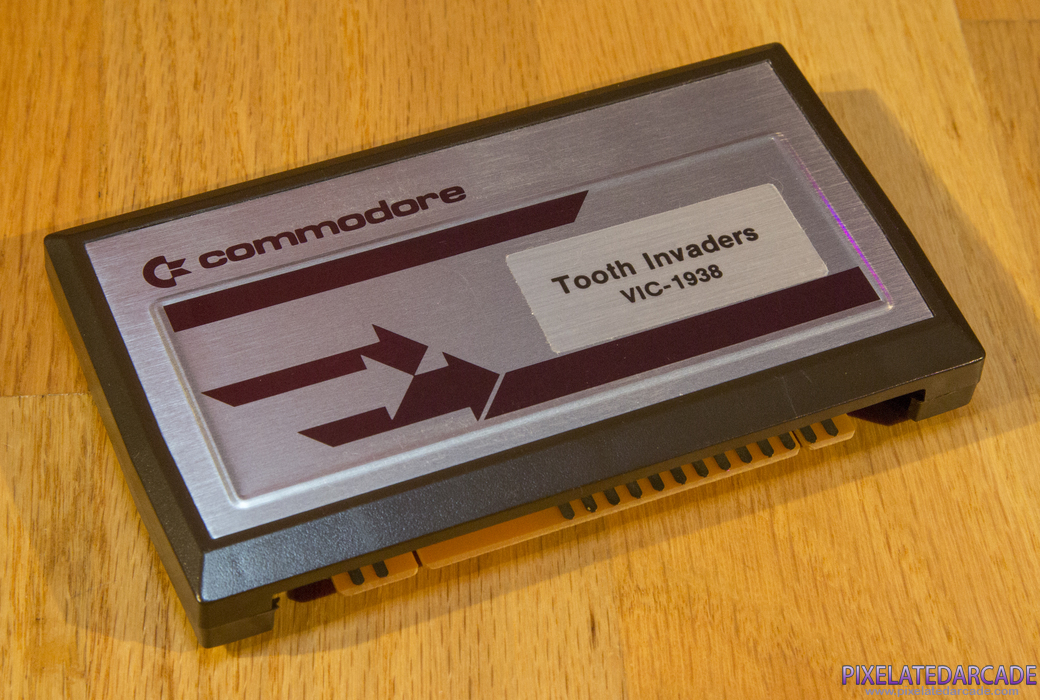 commodore
Tooth Invaders
VIC-1938
PIXELATEDARCADE
www.pixelatedarcade.com